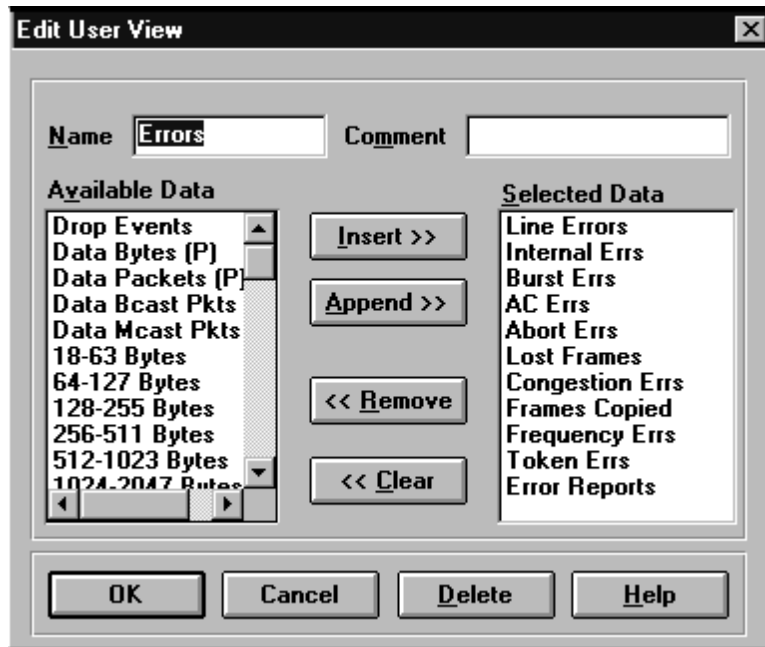 Edit User View
Name Errors Comment
Available Data
Drop Events
Data Bytes (P)
Data Packets (P)
Data Bcast Pkts
Data Mcast Pkts
18-63 Bytes
64-127 Bytes
128-255 Bytes
256-511 Bytes
512-1023 Bytes
1024-2047 Bytes
Insert >>
Append >>
<< Remove
<< Clear
Selected Data
Line Errors
Internal Errs
Burst Errs
AC Errs
Abort Errs
Lost Frames
Congestion Errs
Frames Copied
Frequency Errs
Token Errs
Error Reports
OK Cancel Delete Help